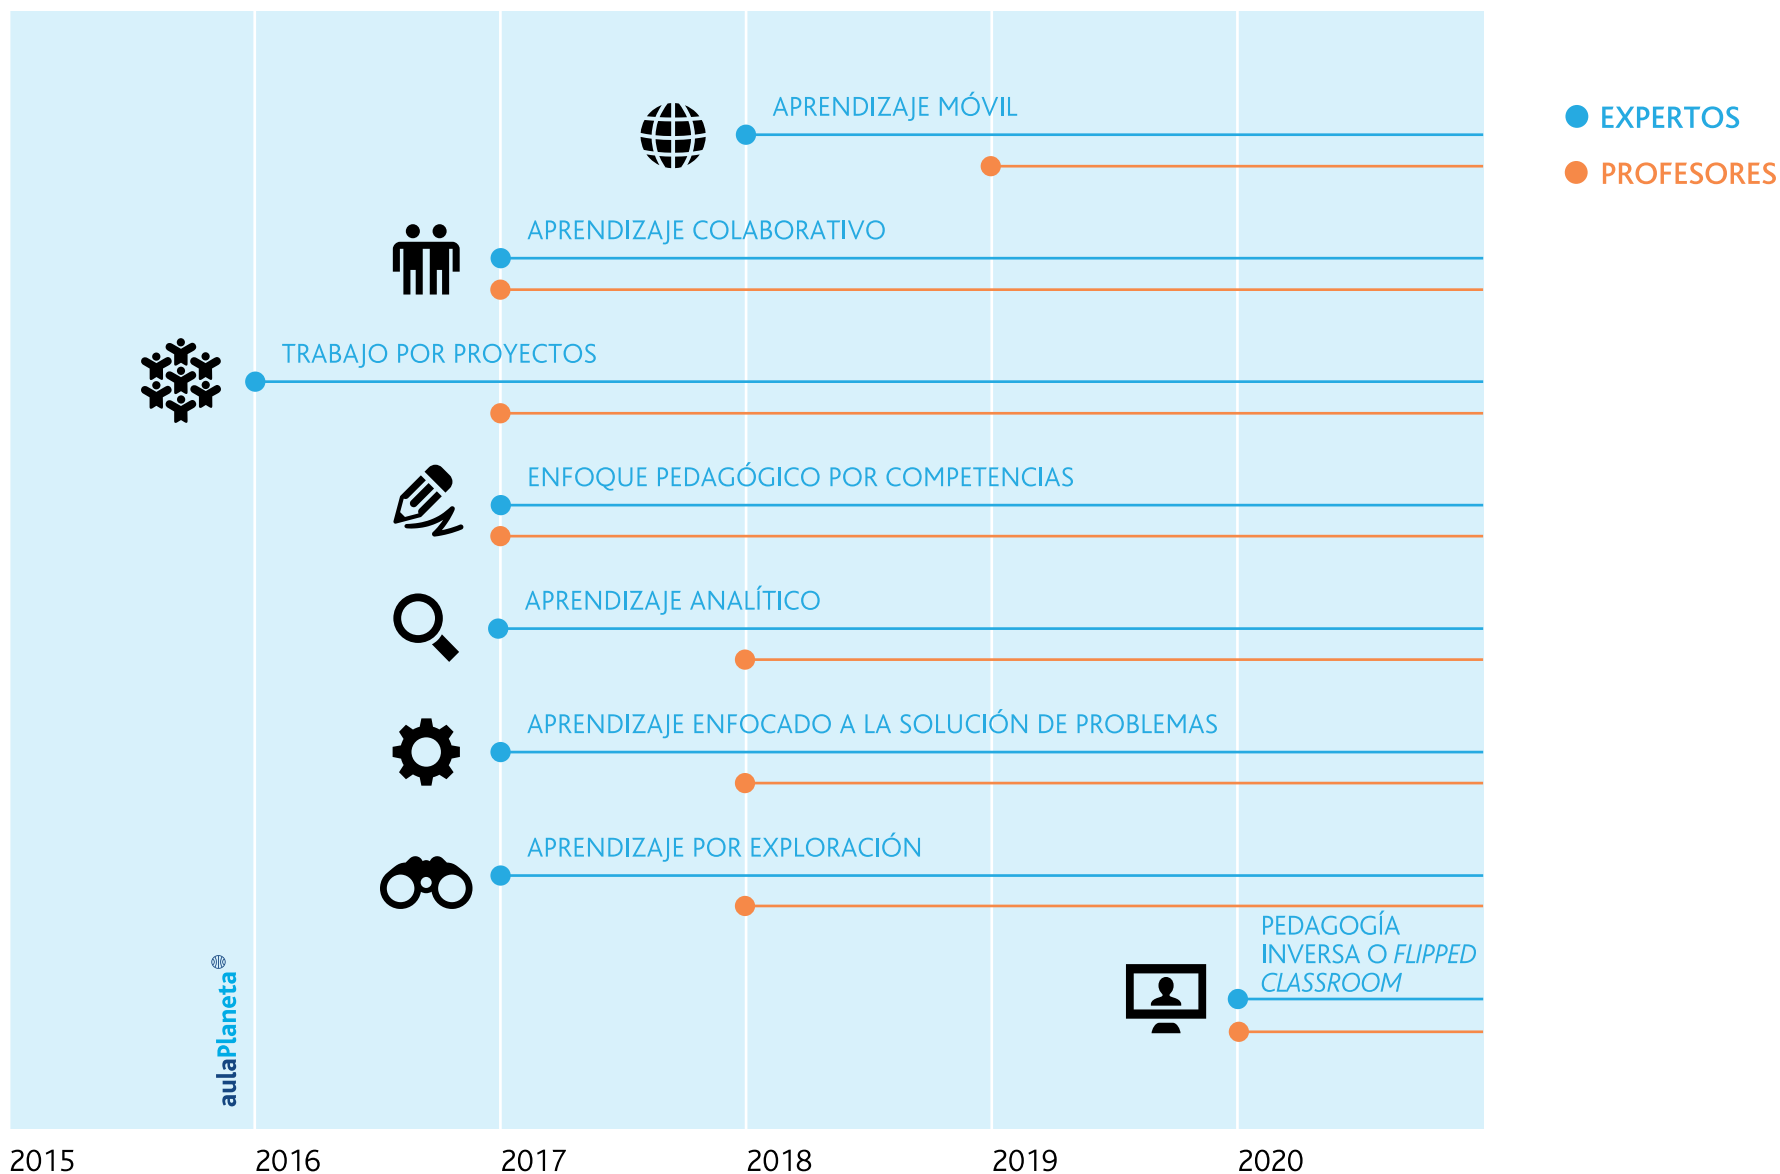 APRENDIZAJE MÓVIL
EXPERTOS
PROFESORES
APRENDIZAJE COLABORATIVO
TRABAJO POR PROYECTOS
ENFOQUE PEDAGÓGICO POR COMPETENCIAS
APRENDIZAJE ANALÍTICO
APRENDIZAJE ENFOCADO A LA SOLUCIÓN DE PROBLEMAS
APRENDIZAJE POR EXPLORACIÓN
PEDAGOGÍA
INVERSA O FLIPPED
CLASSROOM
aulaPlaneta
2015 2016 2017 2018 2019 2020